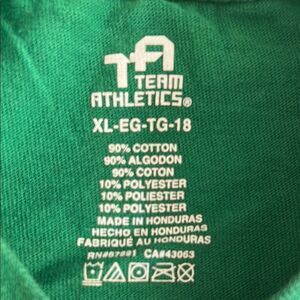 TA
TEAM
ATHLETICS®
XL-EG-TG-18
90% COTTON
90% ALGODON
90% COTON
10% POLYESTER
10% POLIESTER
10% POLYESTER
MADE IN HONDURAS
HECHO EN HONDURAS
FABRIQUÉ AU HONDURAS
CA#43063